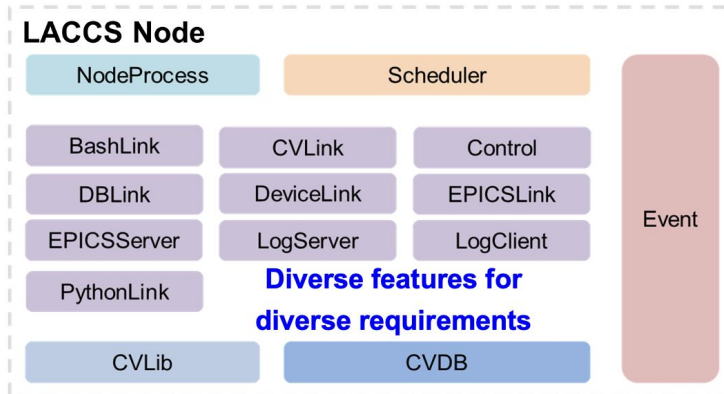 LACCS Node
NodeProcess
Scheduler
BashLink
CVLink
Control
DBLink
DeviceLink
EPICSLink
EPICSServer
LogServer
LogClient
PythonLink
Diverse features for
diverse requirements
CVLib
CVDB
Event